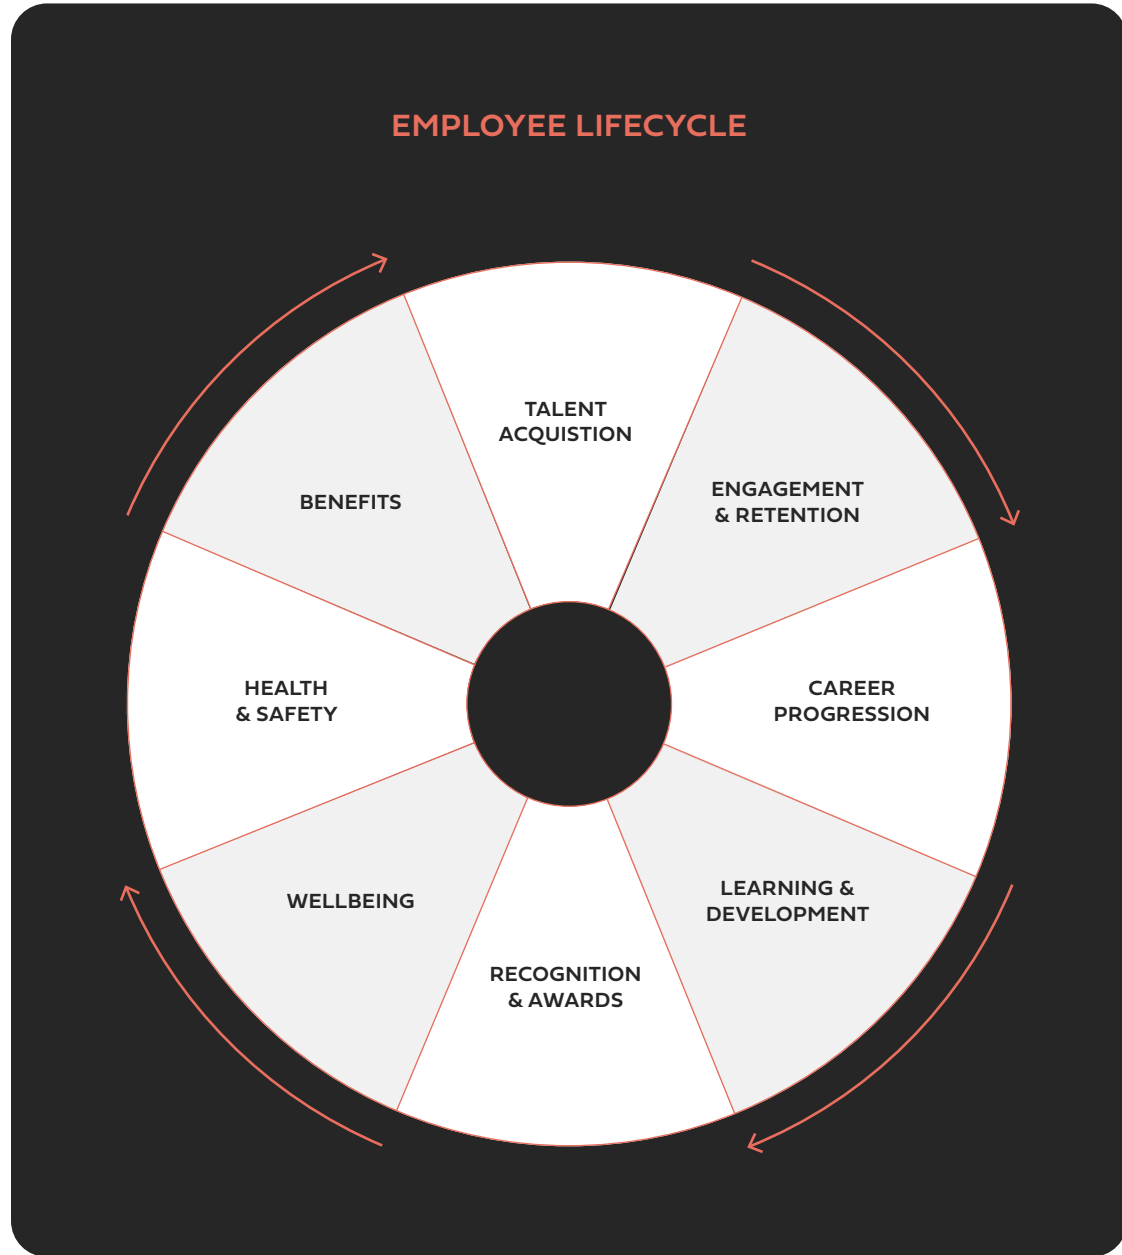 EMPLOYEE LIFECYCLE
TALENT
ACQUISTION
ENGAGEMENT
& RETENTION
CAREER
PROGRESSION
LEARNING &
DEVELOPMENT
RECOGNITION
& AWARDS
WELLBEING
HEALTH
& SAFETY
BENEFITS